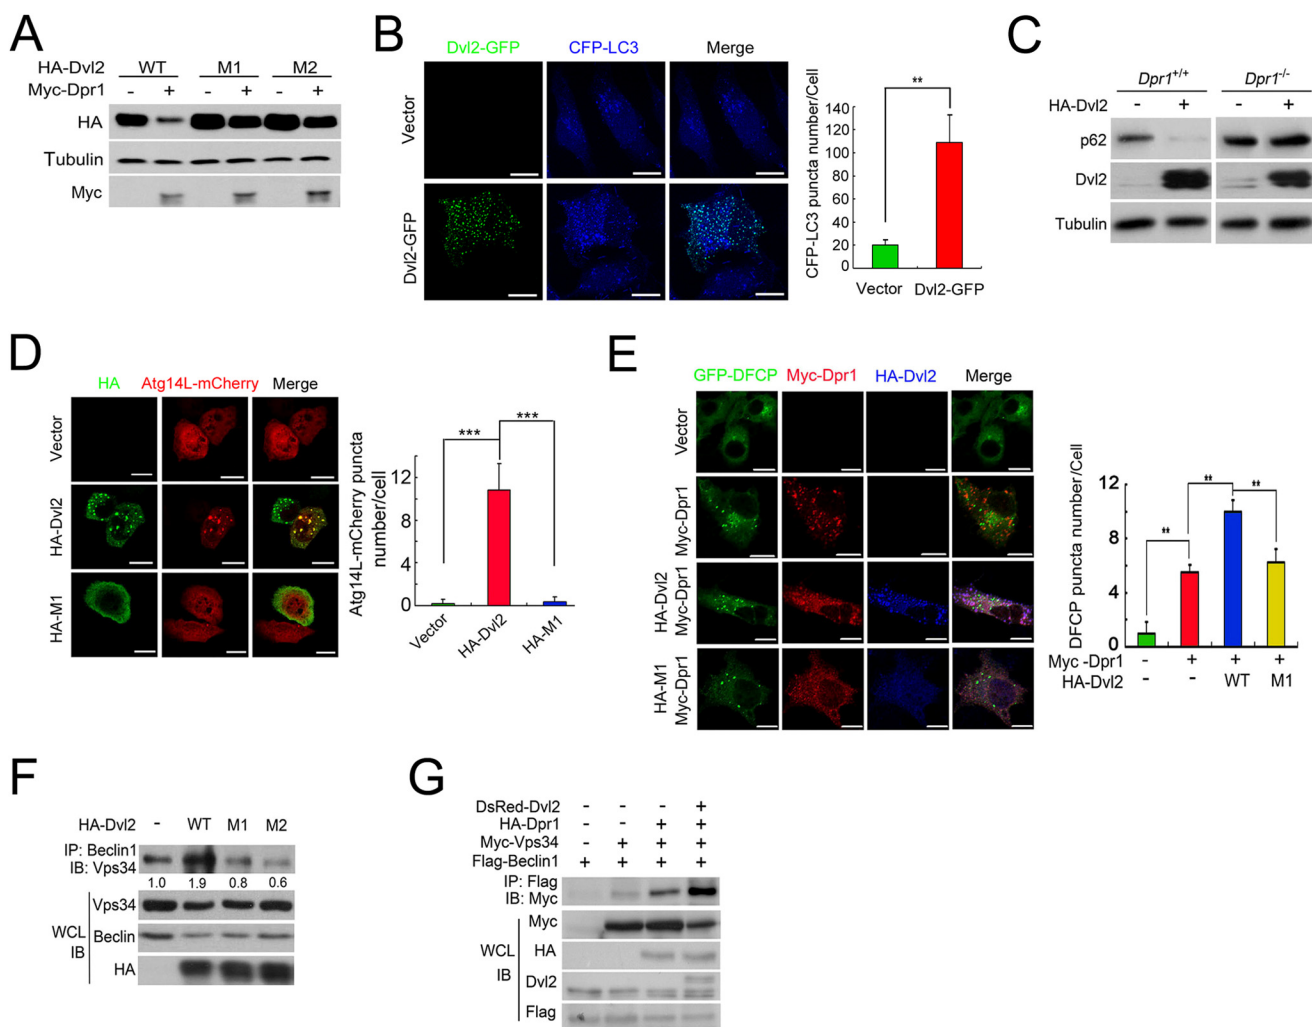 A
HA-Dvl2 WT M1 M2
Myc-Dpr1 - + - + - +
HA
Tubulin
Myc
B
Dvl2-GFP CFP-LC3 Merge
Vector
Dvl2-GFP
CFP-LC3 puncta number/Cell
**
140
120
100
80
60
40
20
0
Vector Dvl2-GFP
C
Dpr1+/+ Dpr1-/-
HA-Dvl2 - + - +
p62
Dvl2
Tubulin
D
HA Atg14L-mCherry Merge
Vector
HA-Dvl2
HA-M1
Atg14L-mCherry puncta
number/cell
*** ***
12
8
4
0
Vector HA-Dvl2 HA-M1
E
GFP-DFCP Myc-Dpr1 HA-Dvl2 Merge
Vector
Myc-Dpr1
HA-Dvl2
Myc-Dpr1
HA-M1
Myc-Dpr1
DFCP puncta number/Cell
** ** **
12
8
6
4
2
0
Myc -Dpr1 - + + +
HA-Dvl2 - - WT M1
F
HA-Dvl2 - WT M1 M2
IP: Beclin1
IB: Vps34
1.0 1.9 0.8 0.6
Vps34
WCL Beclin
IB
HA
G
DsRed-Dvl2 - - - +
HA-Dpr1 - - + +
Myc-Vps34 - + + +
Flag-Beclin1 + + + +
IP: Flag
IB: Myc
Myc
WCL HA
IB
Dvl2
Flag